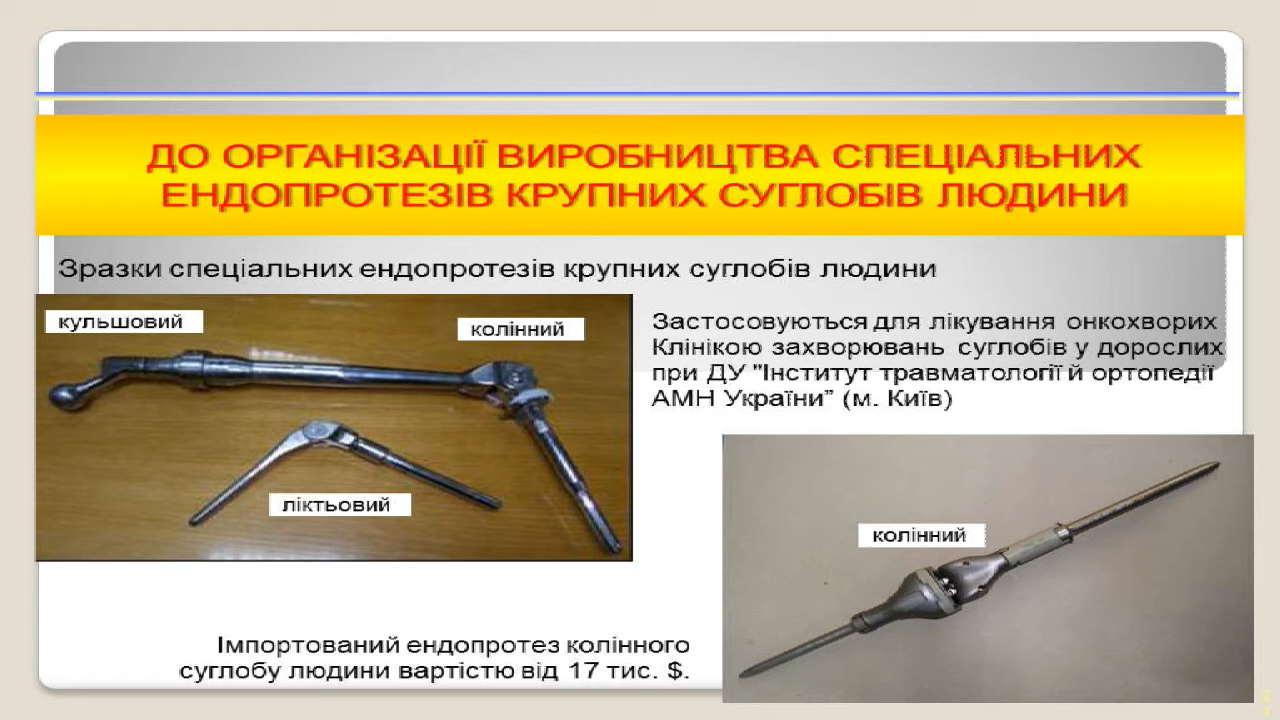 ДО ОРГАНІЗАЦІЇ ВИРОБНИЦТВА СПЕЦІАЛЬНИХ
ЕНДОПРОТЕЗІВ КРУПНИХ СУГЛОБІВ ЛЮДИНИ
Зразки спеціальних ендопротезів крупних суглобів людини
кульшовий
колінний
ліктьовий
Застосовуються для лікування онкохворих
Клінікою захворювань суглобів у дорослих
при ДУ "Інститут травматології й ортопедії
АМН України” (м. Київ)
колінний
Імпортований ендопротез колінного
суглобу людини вартістю від 17 тис. $.